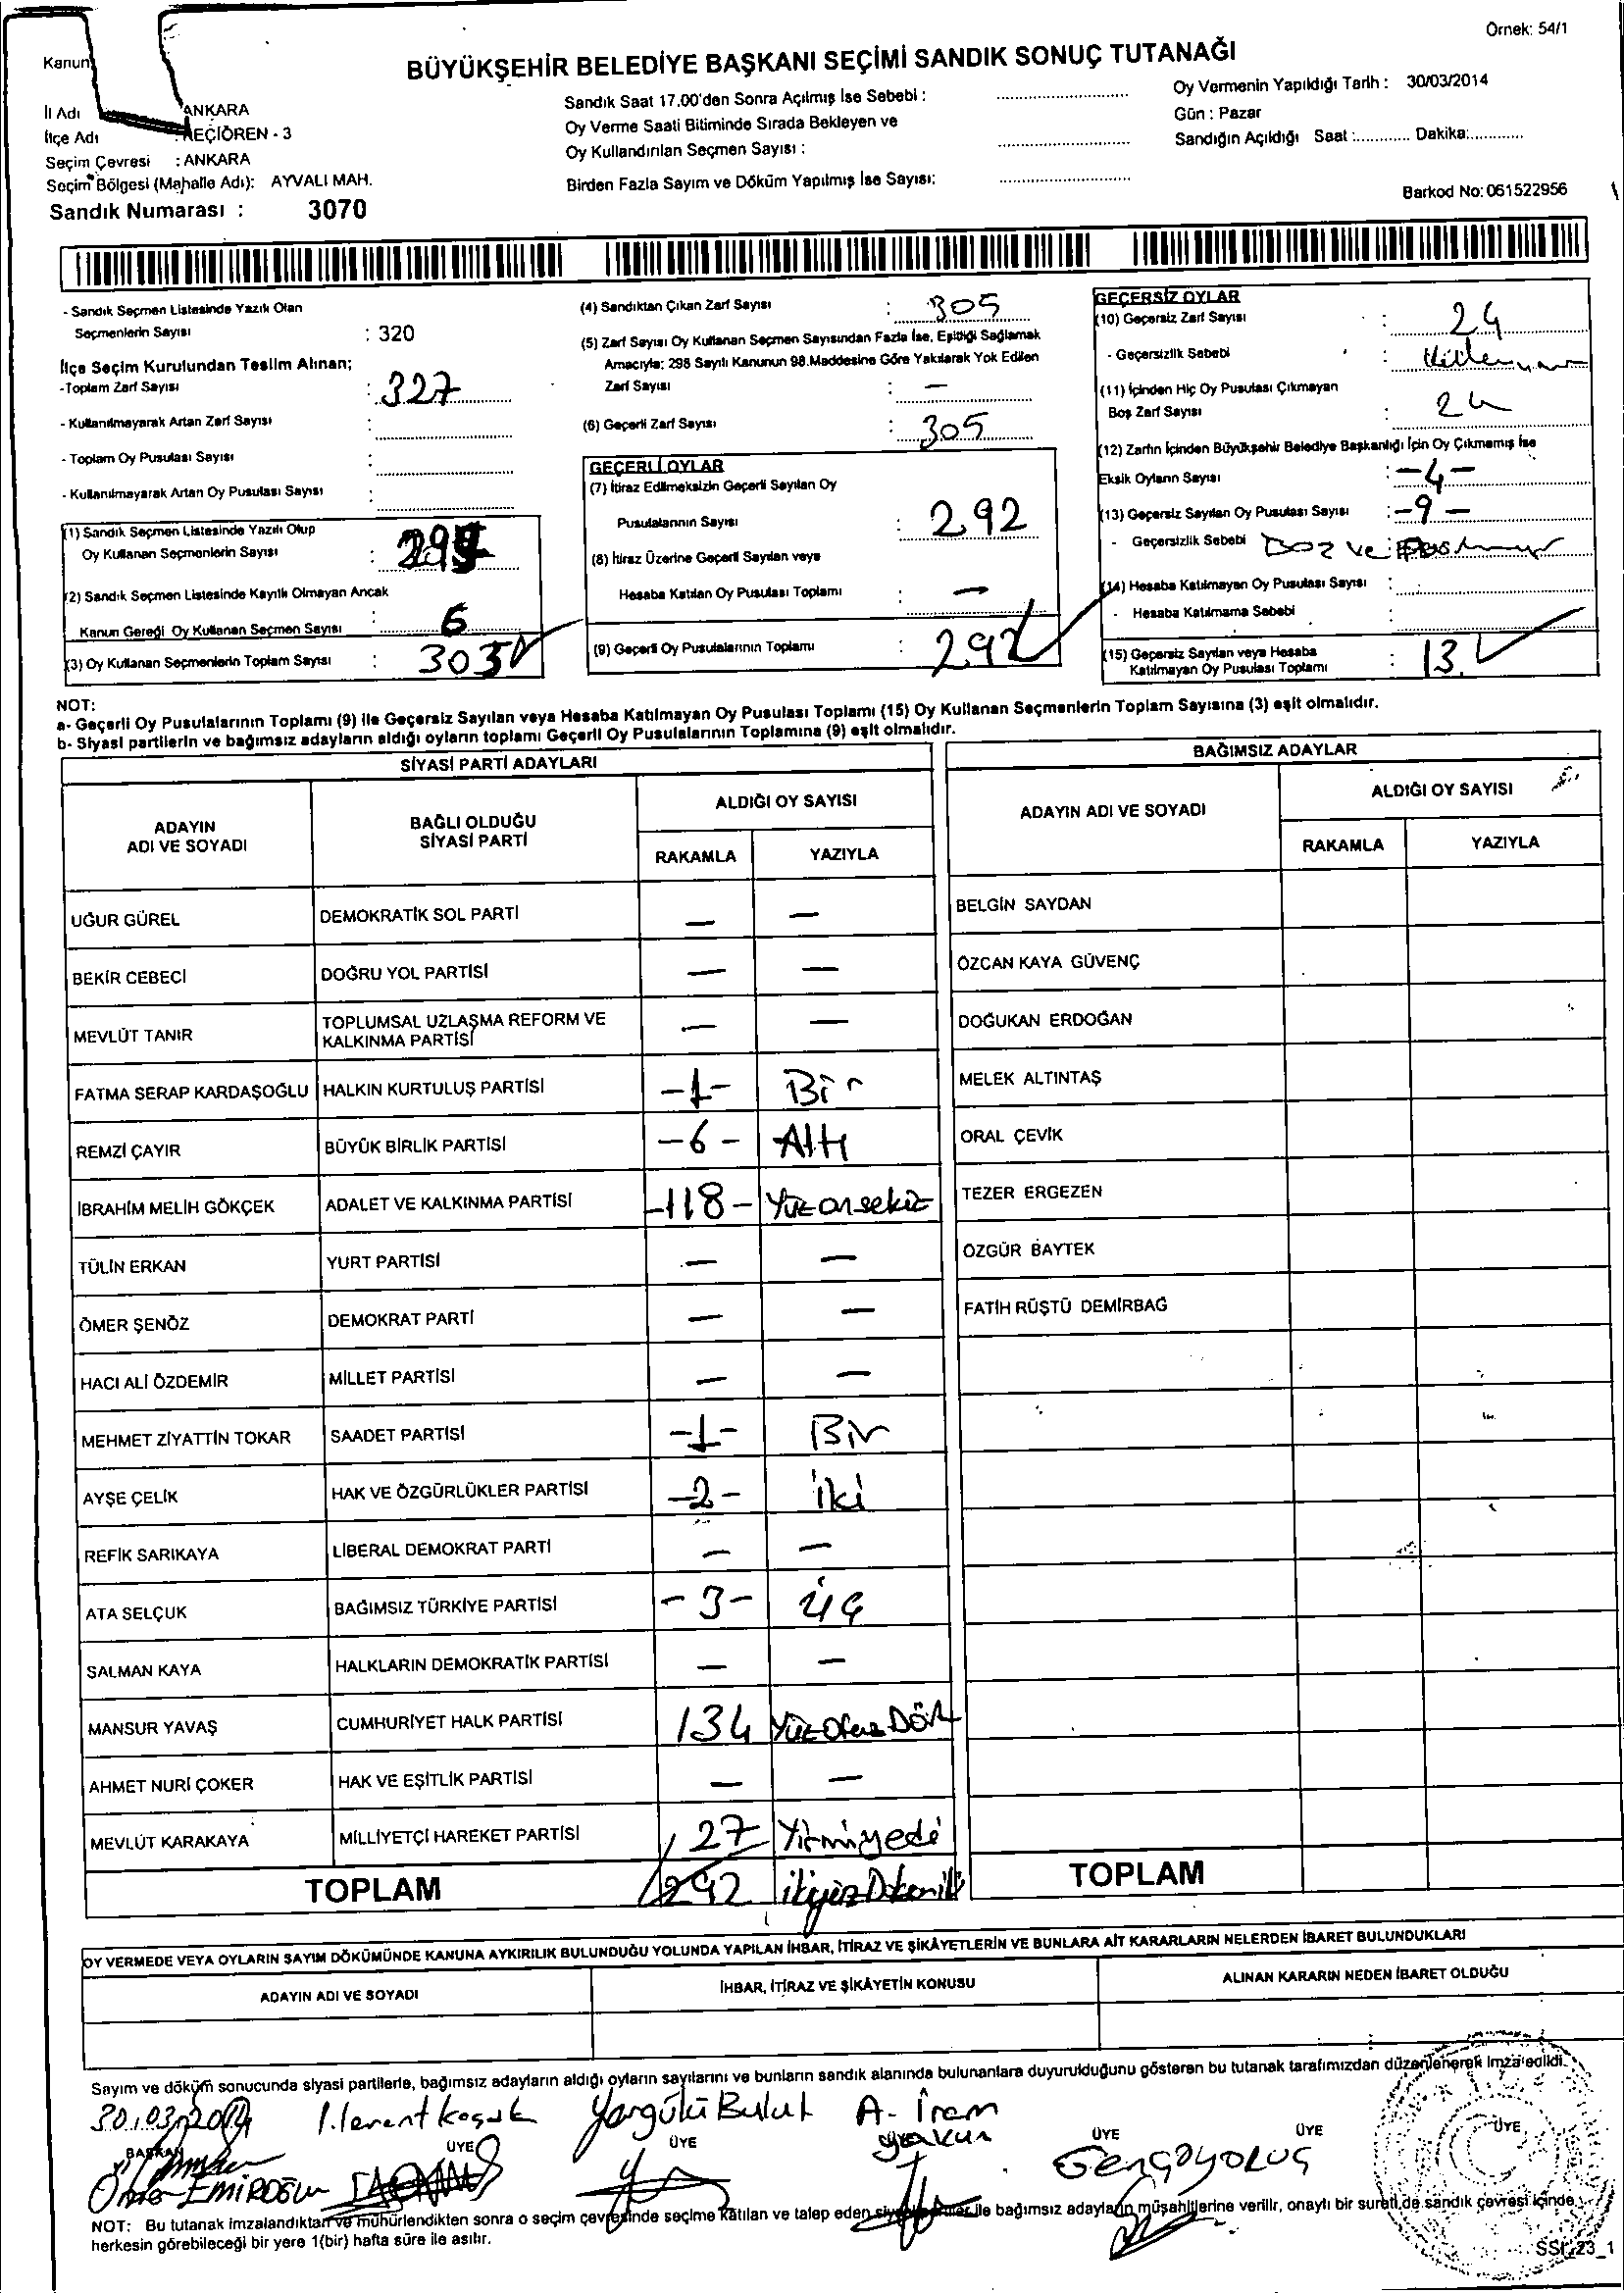 Örnek: 54/1
Kanun
BÜYÜKŞEHİR BELEDİYE BAŞKANI SEÇİMİ SANDIK SONUÇ TUTANAĞI
İl Adı ANKARA
İlçe Adı : KEÇİÖREN - 3
Seçim Çevresi : ANKARA
Seçim Bölgesi (Mahalle Adı): AYVALI MAH.
Sandık Numarası : 3070
Sandık Saat 17.00'den Sonra Açılmış İse Sebebi :
Oy Verme Saati Bitiminde Sırada Bekleyen ve
Oy Kullandırılan Seçmen Sayısı :
Birden Fazla Sayım ve Döküm Yapılmış İse Sayısı:
Oy Vermenin Yapıldığı Tarih : 30/03/2014
Gün : Pazar
Sandığın Açıldığı Saat :............ Dakika:............
Barkod No: 061522956
- Sandık Seçmen Listesinde Yazılı Olan
Seçmenlerin Sayısı : 320
İlçe Seçim Kurulundan Teslim Alınan;
-Toplam Zarf Sayısı : 327
- Kullanılmayarak Artan Zarf Sayısı :
- Toplam Oy Pusulası Sayısı :
- Kullanılmayarak Artan Oy Pusulası Sayısı :
(1) Sandık Seçmen Listesinde Yazılı Olup
Oy Kullanan Seçmenlerin Sayısı :
(2) Sandık Seçmen Listesinde Kayıtlı Olmayan Ancak
Kanun Gereği Oy Kullanan Seçmen Sayısı : 6
(3) Oy Kullanan Seçmenlerin Toplam Sayısı : 305
(4) Sandıktan Çıkan Zarf Sayısı : 305
(5) Zarf Sayısı Oy Kullanan Seçmen Sayısından Fazla İse, Eşitliği Sağlamak
Amacıyla; 298 Sayılı Kanunun 98.Maddesine Göre Yakılarak Yok Edilen
Zarf Sayısı : —
(6) Geçerli Zarf Sayısı : 305
GEÇERLİ OYLAR
(7) İtiraz Edilmeksizin Geçerli Sayılan Oy
Pusulalarının Sayısı : 292
(8) İtiraz Üzerine Geçerli Sayılan veya
Hesaba Katılan Oy Pusulası Toplamı : —
(9) Geçerli Oy Pusulalarının Toplamı : 292
GEÇERSİZ OYLAR
(10) Geçersiz Zarf Sayısı : 24
- Geçersizlik Sebebi :
(11) İçinden Hiç Oy Pusulası Çıkmayan
Boş Zarf Sayısı : 24
(12) Zarfın İçinden Büyükşehir Belediye Başkanlığı İçin Oy Çıkmamış İse
Eksik Oyların Sayısı : -4-
(13) Geçersiz Sayılan Oy Pusulası Sayısı : -9-
- Geçersizlik Sebebi ve
(14) Hesaba Katılmayan Oy Pusulası Sayısı :
- Hesaba Katılmama Sebebi :
(15) Geçersiz Sayılan veya Hesaba
Katılmayan Oy Pusulası Toplamı : 13
NOT:
a- Geçerli Oy Pusulalarının Toplamı (9) ile Geçersiz Sayılan veya Hesaba Katılmayan Oy Pusulası Toplamı (15) Oy Kullanan Seçmenlerin Toplam Sayısına (3) eşit olmalıdır.
b- Siyasi partilerin ve bağımsız adayların aldığı oyların toplamı Geçerli Oy Pusulalarının Toplamına (9) eşit olmalıdır.
SİYASİ PARTİ ADAYLARI
ADAYIN ADI VE SOYADI BAĞLI OLDUĞU SİYASİ PARTİ ALDIĞI OY SAYISI
RAKAMLA YAZIYLA
UĞUR GÜREL DEMOKRATİK SOL PARTİ — —
BEKİR CEBECİ DOĞRU YOL PARTİSİ — —
MEVLÜT TANIR TOPLUMSAL UZLAŞMA REFORM VE KALKINMA PARTİSİ — —
FATMA SERAP KARDAŞOĞLU HALKIN KURTULUŞ PARTİSİ -1- Bir
REMZİ ÇAYIR BÜYÜK BİRLİK PARTİSİ -6- Altı
İBRAHİM MELİH GÖKÇEK ADALET VE KALKINMA PARTİSİ -118- Yüzonsekiz
TÜLİN ERKAN YURT PARTİSİ — —
ÖMER ŞENÖZ DEMOKRAT PARTİ — —
HACI ALİ ÖZDEMİR MİLLET PARTİSİ — —
MEHMET ZİYATTİN TOKAR SAADET PARTİSİ -1- Bir
AYŞE ÇELİK HAK VE ÖZGÜRLÜKLER PARTİSİ -2- İki
REFİK SARIKAYA LİBERAL DEMOKRAT PARTİ — —
ATA SELÇUK BAĞIMSIZ TÜRKİYE PARTİSİ -3- üç
SALMAN KAYA HALKLARIN DEMOKRATİK PARTİSİ — —
MANSUR YAVAŞ CUMHURİYET HALK PARTİSİ 134 Yüz Otuz Dört
AHMET NURİ ÇOKER HAK VE EŞİTLİK PARTİSİ — —
MEVLÜT KARAKAYA MİLLİYETÇİ HAREKET PARTİSİ 27 Yirmiyedi
TOPLAM 292
BAĞIMSIZ ADAYLAR
ADAYIN ADI VE SOYADI ALDIĞI OY SAYISI
RAKAMLA YAZIYLA
BELGİN SAYDAN
ÖZCAN KAYA GÜVENÇ
DOĞUKAN ERDOĞAN
MELEK ALTINTAŞ
ORAL ÇEVİK
TEZER ERGEZEN
ÖZGÜR BAYTEK
FATİH RÜŞTÜ DEMİRBAĞ
TOPLAM
OY VERMEDE VEYA OYLARIN SAYIM DÖKÜMÜNDE KANUNA AYKIRILIK BULUNDUĞU YOLUNDA YAPILAN İHBAR, İTİRAZ VE ŞİKÂYETLERİN VE BUNLARA AİT KARARLARIN NELERDEN İBARET BULUNDUKLARI
ADAYIN ADI VE SOYADI İHBAR, İTİRAZ VE ŞİKÂYETİN KONUSU ALINAN KARARIN NEDEN İBARET OLDUĞU
Sayım ve döküm sonucunda siyasi partilerle, bağımsız adayların aldığı oyların sayılarını ve bunların sandık alanında bulunanlara duyurulduğunu gösteren bu tutanak tarafımızdan düzenlenerek imza edildi.
30.03.2014 Yorgülü Bulut A. İrem
BAŞKAN ÜYE ÜYE ÜYE ÜYE ÜYE
EMİROĞLU
NOT: Bu tutanak imzalandıktan ve mühürlendikten sonra o seçim çevresinde seçime katılan ve talep eden siyasi partiler ile bağımsız adayların müşahitlerine verilir, onaylı bir sureti de sandık çevresi içinde
herkesin görebileceği bir yere 1(bir) hafta süre ile asılır.